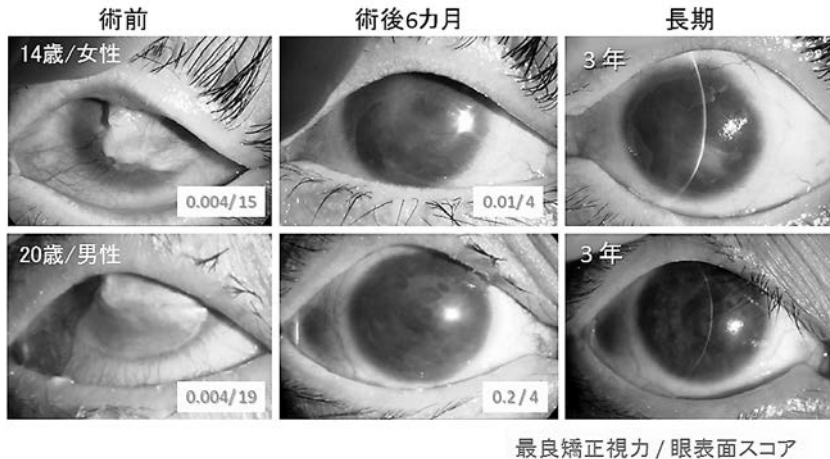 術前 術後6カ月 長期
14歳/女性 3年
0.004/15 0.01/4
20歳/男性 3年
0.004/19 0.2/4
最良矯正視力 / 眼表面スコア